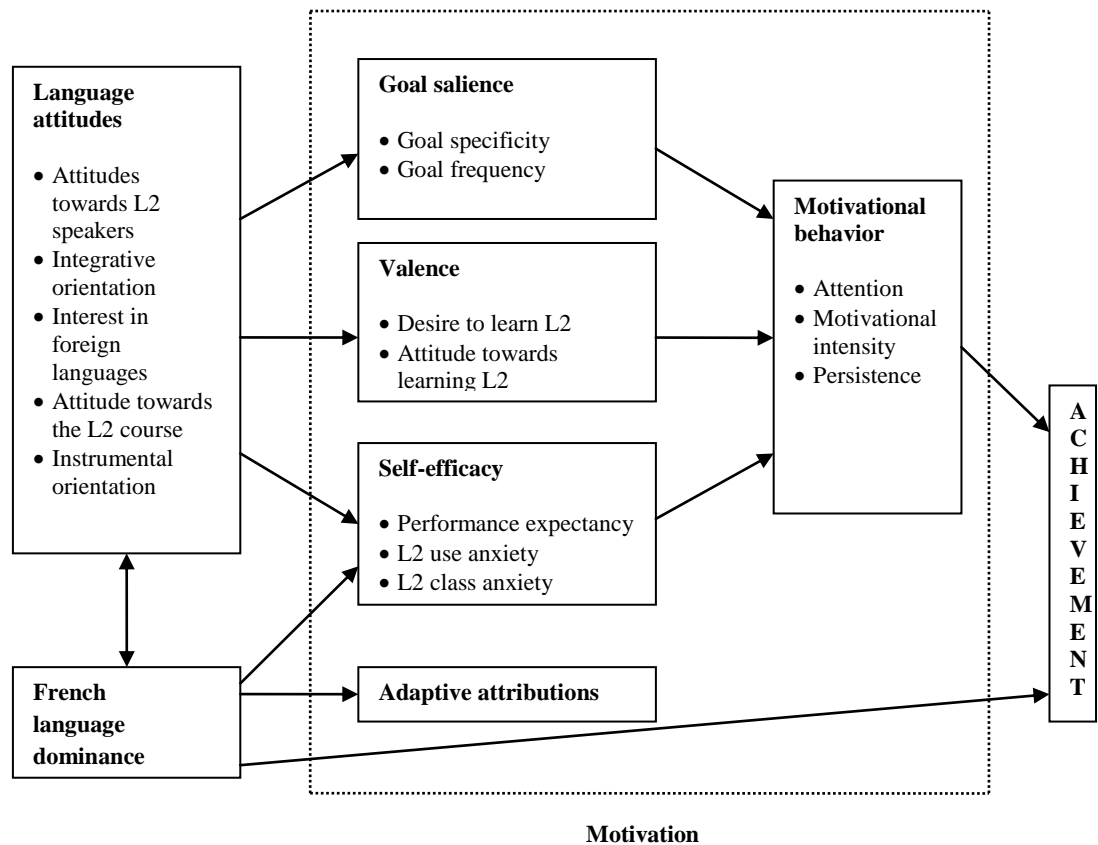 Language
attitudes
• Attitudes
towards L2
speakers
• Integrative
orientation
• Interest in
foreign
languages
• Attitude towards
the L2 course
• Instrumental
orientation
French
language
dominance
Goal salience
• Goal specificity
• Goal frequency
Valence
• Desire to learn L2
• Attitude towards
learning L2
Self-efficacy
• Performance expectancy
• L2 use anxiety
• L2 class anxiety
Adaptive attributions
Motivational
behavior
• Attention
• Motivational
intensity
• Persistence
A
C
H
I
E
V
E
M
E
N
T
Motivation